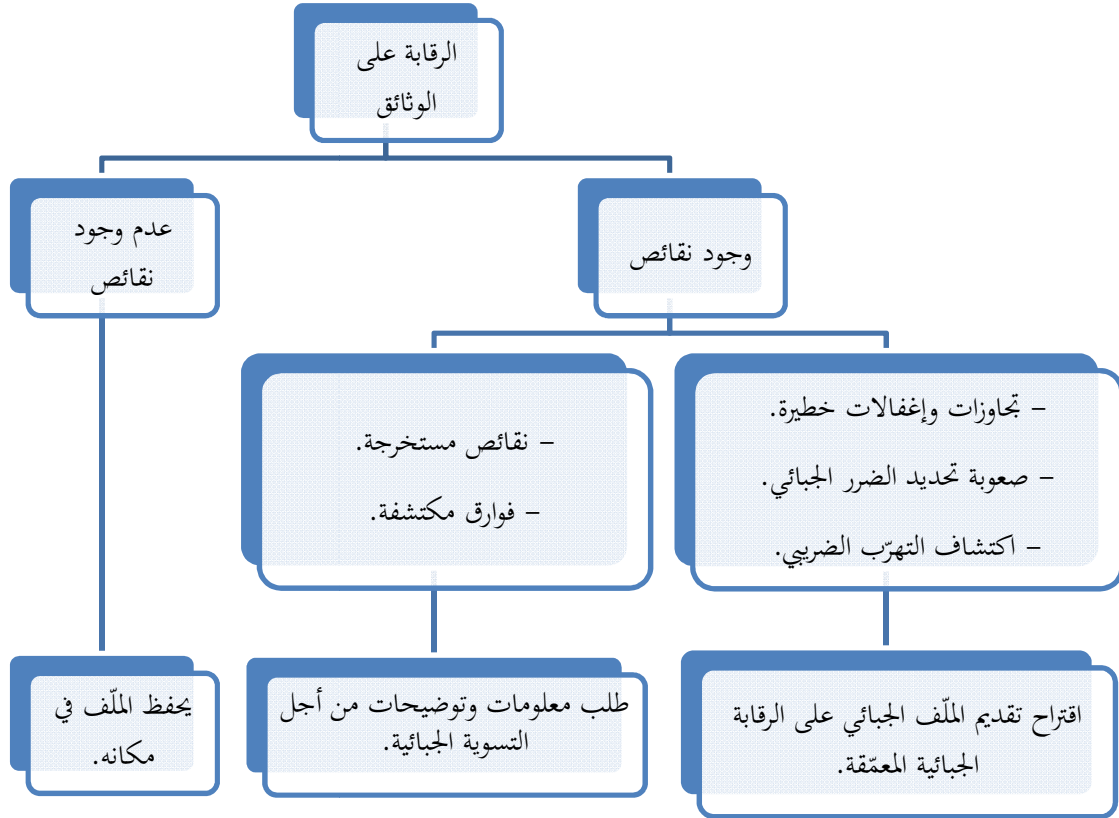 الرقابة على
الوثائق
وجود نقائص
عدم وجود
نقائص
– تجاوزات وإغفالات خطيرة.
– صعوبة تحديد الضرر الجبائي.
– اكتشاف التهرّب الضريبي.
– نقائص مستخرجة.
– فوارق مكتشفة.
اقتراح تقديم الملّف الجبائي على الرقابة
الجبائية المعمّقة.
طلب معلومات وتوضيحات من أجل
التسوية الجبائية.
يحفظ الملّف في
مكانه.